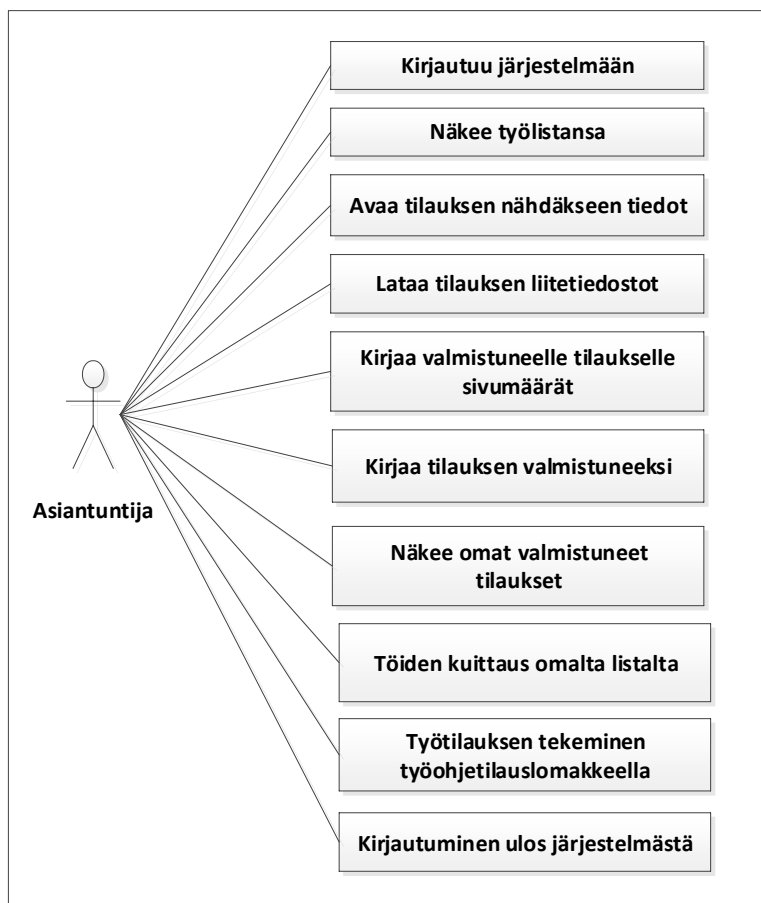 Kirjautuu järjestelmään
Näkee työlistansa
Avaa tilauksen nähdäkseen tiedot
Lataa tilauksen liitetiedostot
Kirjaa valmistuneelle tilaukselle
sivumäärät
Kirjaa tilauksen valmistuneeksi
Asiantuntija
Näkee omat valmistuneet
tilaukset
Töiden kuittaus omalta listalta
Työtilauksen tekeminen
työohjetilauslomakkeella
Kirjautuminen ulos järjestelmästä